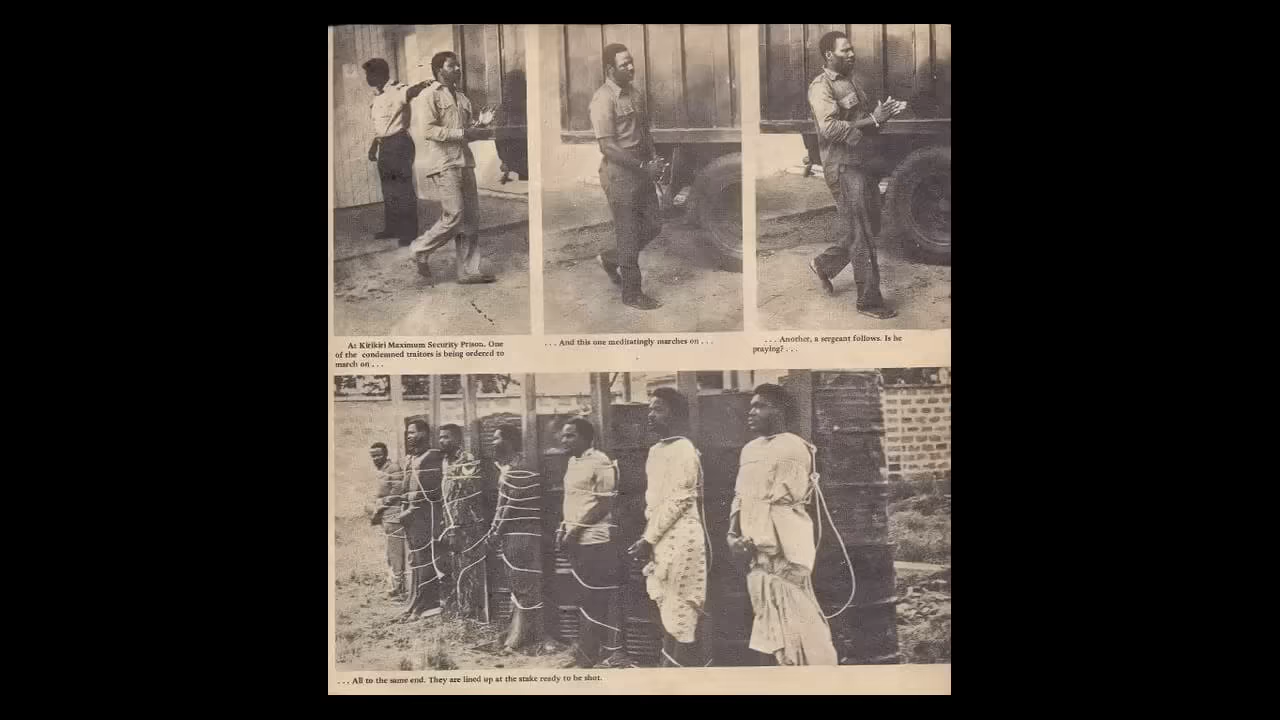 At Kirikiri Maximum Security Prison. One
of the condemned traitors is being ordered to
march on . . .
. . . And this one meditatingly marches on . . .
. . . Another, a sergeant follows. Is he
praying? . . .
. . . All to the same end. They are lined up at the stake ready to be shot.